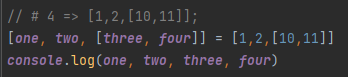 // # 4 => [1,2,[10,11]];
[one, two, [three, four]] = [1,2,[10,11]]
console.log(one, two, three, four)